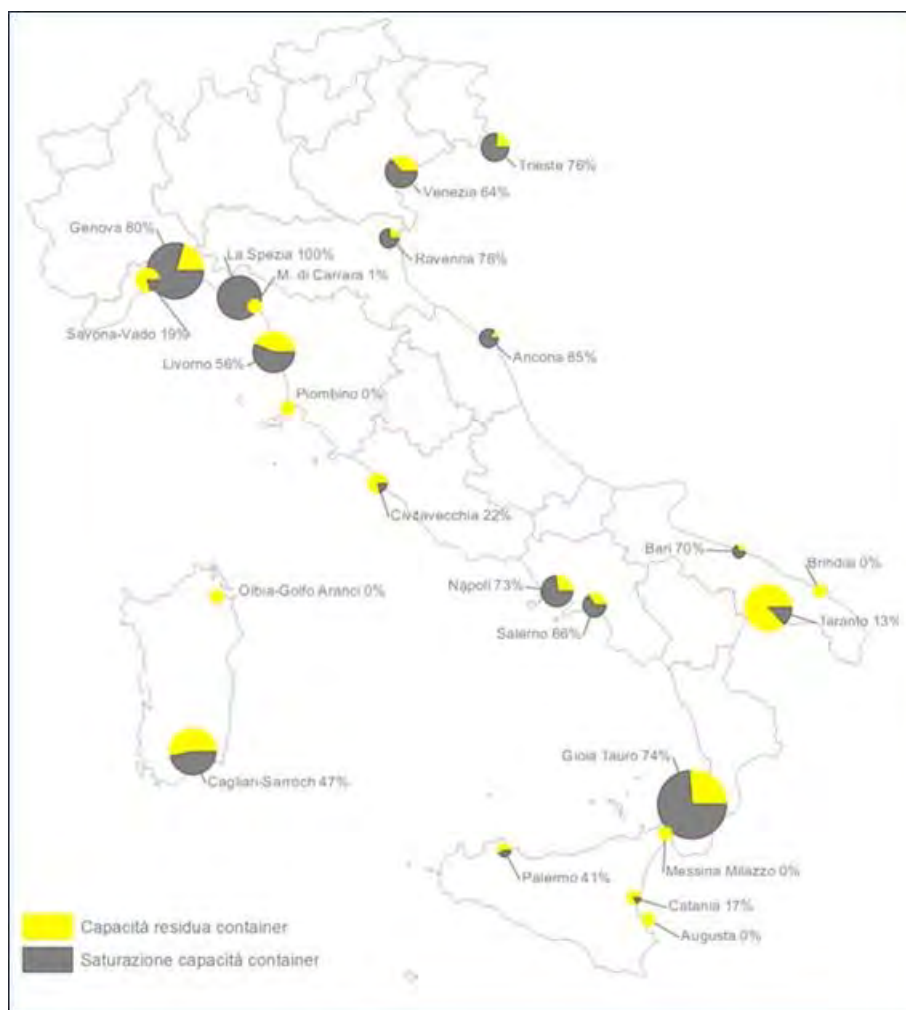 Trieste 76%
Venezia 64%
Genova 80%
La Spezia 100%
Ravenna 78%
M. di Carrara 1%
Savona-Vado 19%
Livorno 56%
Ancona 85%
Piombino 0%
Civitavecchia 22%
Bari 70%
Brindisi 0%
Olbia-Golfo Aranci 0%
Napoli 73%
Taranto 13%
Salerno 66%
Gioia Tauro 74%
Cagliari-Sarroch 47%
Messina Milazzo 0%
Palermo 41%
Catania 17%
Augusta 0%
Capacità residua container
Saturazione capacità container